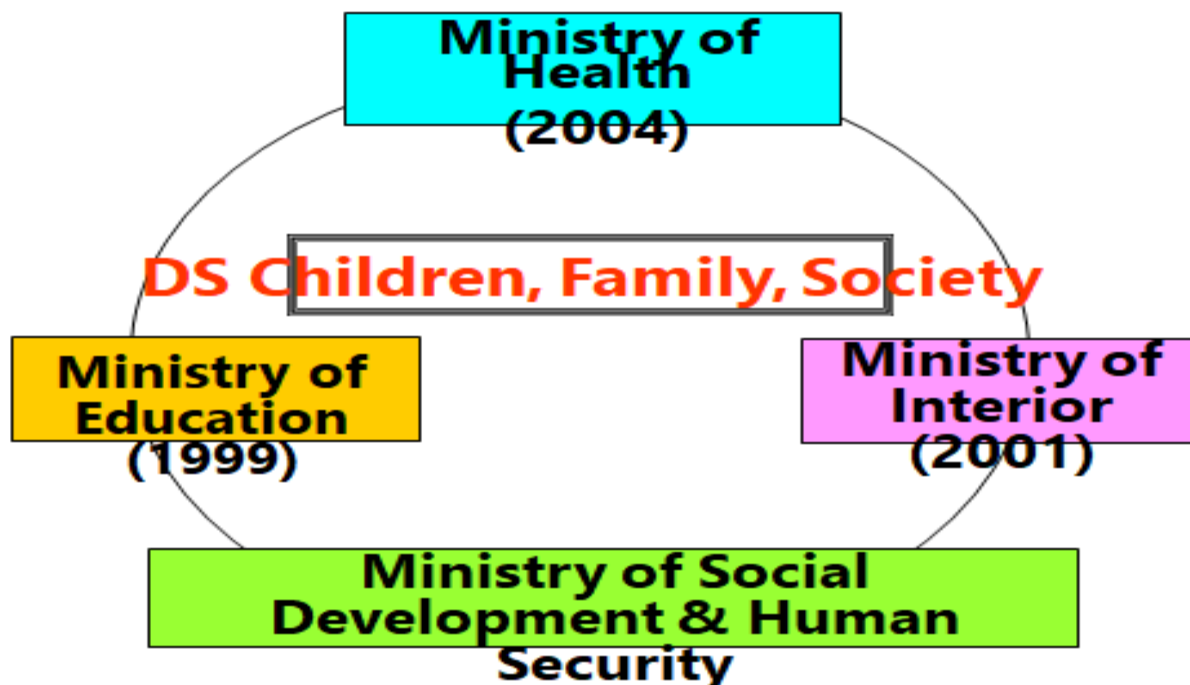 Ministry of
Health
(2004)
DS Children, Family, Society
Ministry of
Education
(1999)
Ministry of
Interior
(2001)
Ministry of Social
Development & Human
Security